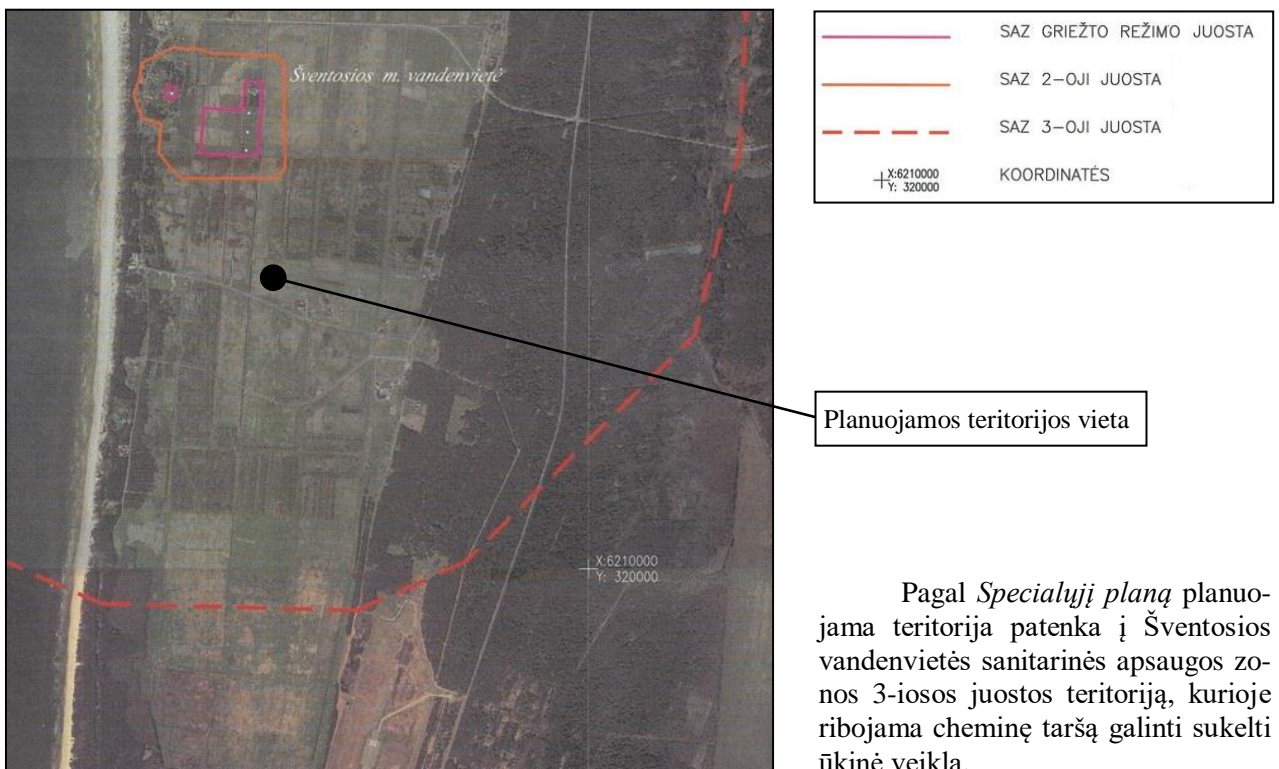 Šventosios m. vandenvietė
SAZ GRIEŽTO REŽIMO JUOSTA
SAZ 2-OJI JUOSTA
SAZ 3-OJI JUOSTA
X:6210000
Y: 320000
KOORDINATĖS
Planuojamos teritorijos vieta
X:6210000
Y: 320000
Pagal Specialųjį planą planuo-
jama teritorija patenka į Šventosios
vandenvietės sanitarinės apsaugos zo-
nos 3-iosos juostos teritoriją, kurioje
ribojama cheminę taršą galinti sukelti
ūkinė veikla